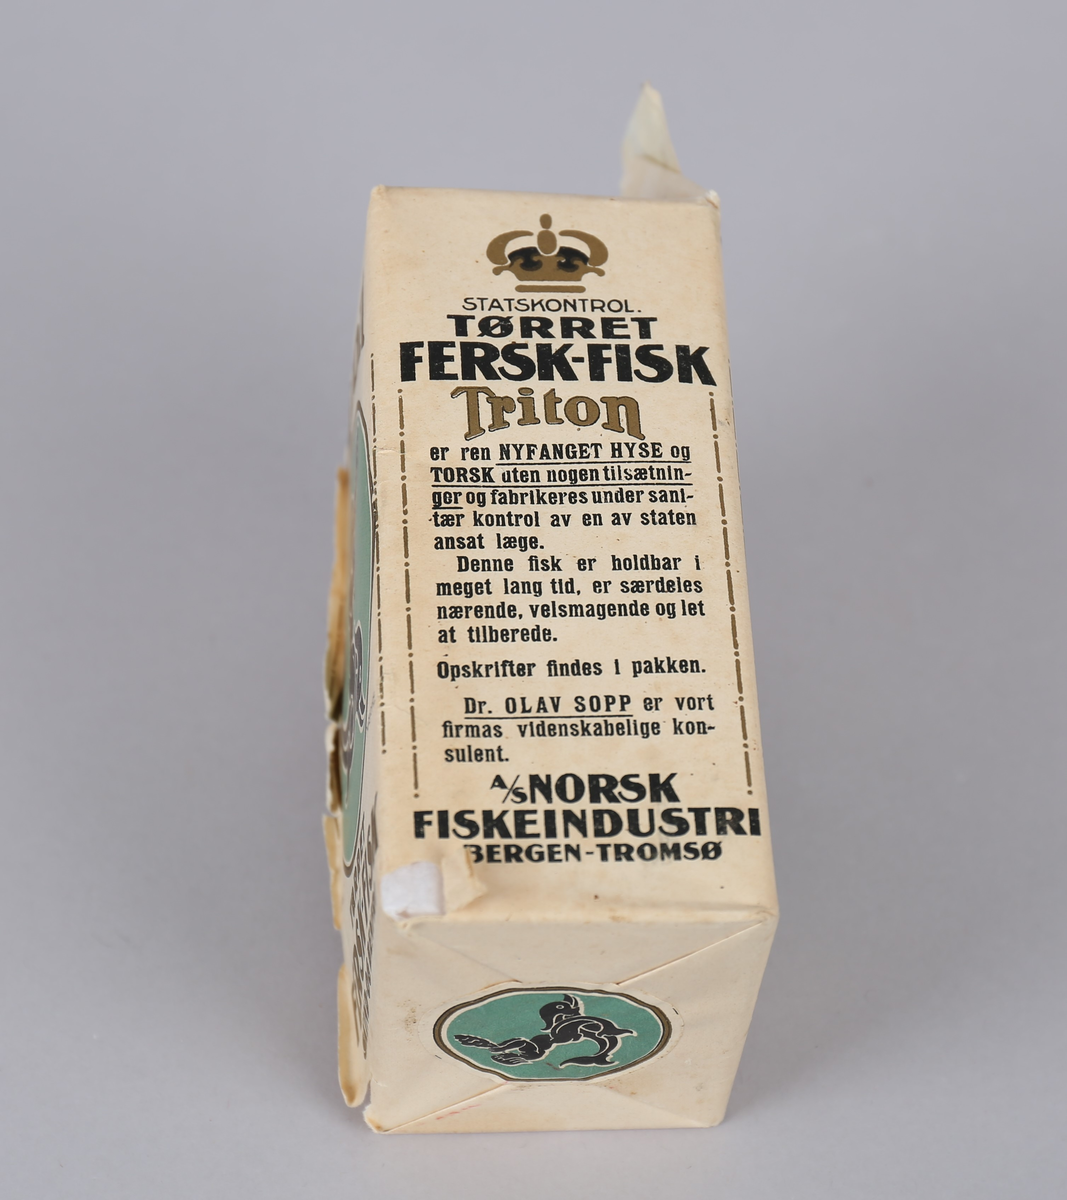 STATSKONTROL.
TØRRET
FERSK-FISK
Triton
er ren NYFANGET HYSE og
TORSK uten nogen tilsætnin-
ger og fabrikeres under sani-
tær kontrol av en av staten
ansat læge.
Denne fisk er holdbar i
meget lang tid, er særdeles
nærende, velsmagende og let
at tilberede.
Opskrifter findes i pakken.
Dr. OLAV SOPP er vort
firmas videnskabelige kon-
sulent.
A/S NORSK
FISKEINDUSTRI
BERGEN-TROMSØ